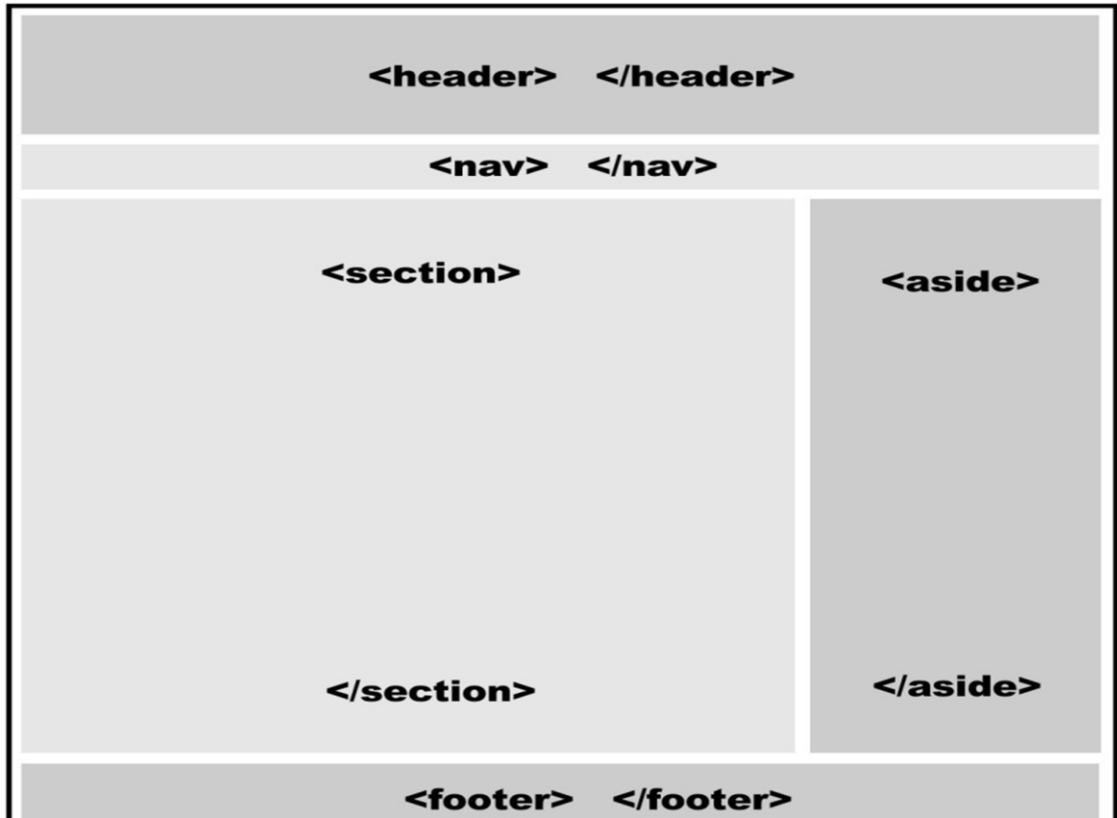 <header> </header>
<nav> </nav>
<section>
</section>
<aside>
</aside>
<footer> </footer>